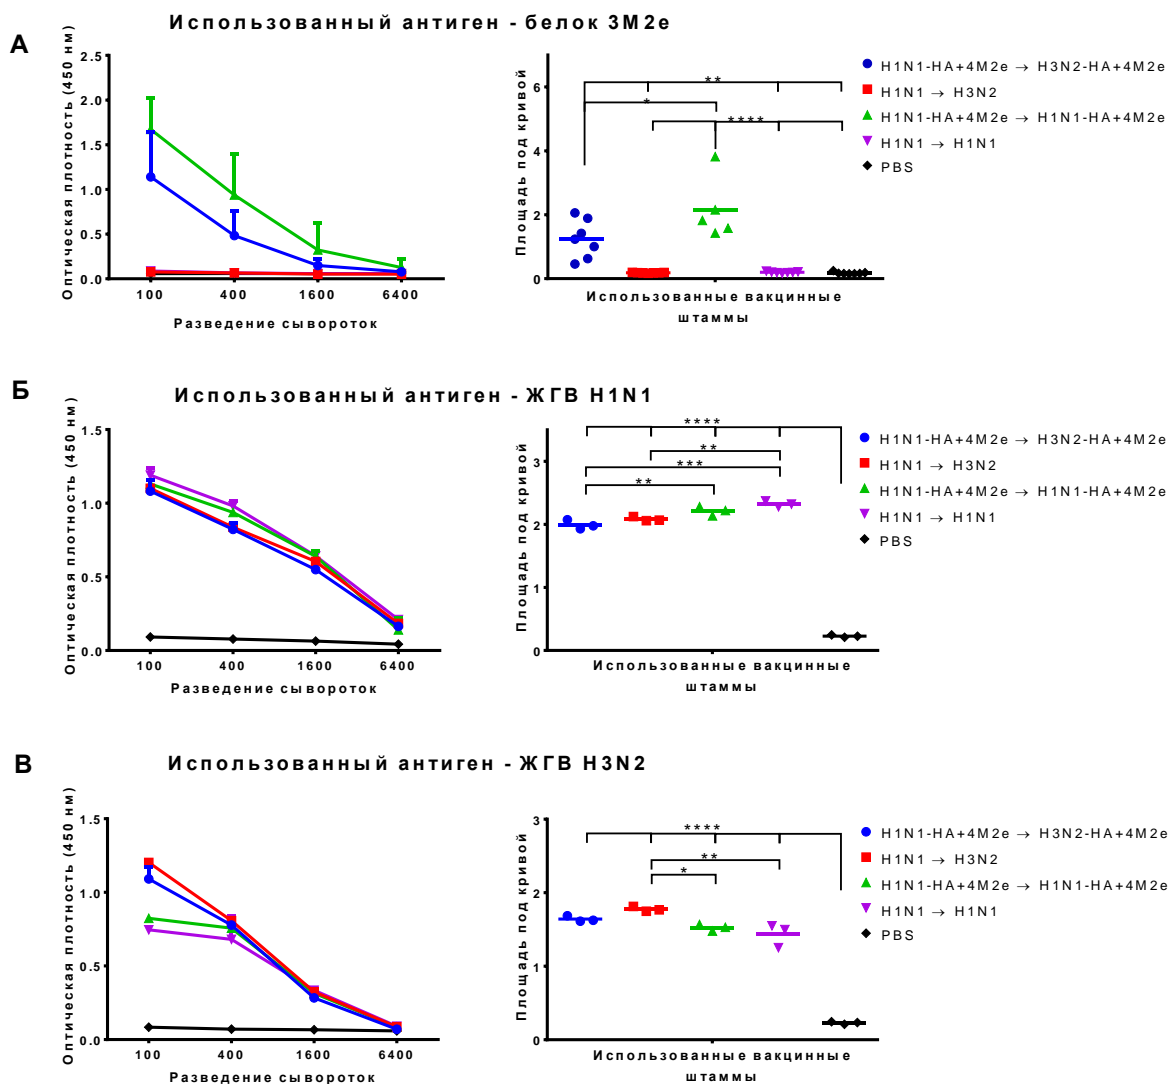 А
Использованный антиген - белок 3М2е
Оптическая плотность (450 нм)
2.5
2.0
1.5
1.0
0.5
0.0
100 400 1600 6400
Разведение сывороток
Площадь под кривой
6
4
2
0
**
*
****
Использованные вакцинные
штаммы
H1N1-HA+4M2e → H3N2-HA+4M2e
H1N1 → H3N2
H1N1-HA+4M2e → H1N1-HA+4M2e
H1N1 → H1N1
PBS
Б
Использованный антиген - ЖГВ H1N1
Оптическая плотность (450 нм)
1.5
1.0
0.5
0.0
100 400 1600 6400
Разведение сывороток
Площадь под кривой
3
2
1
0
****
**
***
**
Использованные вакцинные
штаммы
H1N1-HA+4M2e → H3N2-HA+4M2e
H1N1 → H3N2
H1N1-HA+4M2e → H1N1-HA+4M2e
H1N1 → H1N1
PBS
В
Использованный антиген - ЖГВ H3N2
Оптическая плотность (450 нм)
1.5
1.0
0.5
0.0
100 400 1600 6400
Разведение сывороток
Площадь под кривой
3
2
1
0
****
**
*
Использованные вакцинные
штаммы
H1N1-HA+4M2e → H3N2-HA+4M2e
H1N1 → H3N2
H1N1-HA+4M2e → H1N1-HA+4M2e
H1N1 → H1N1
PBS